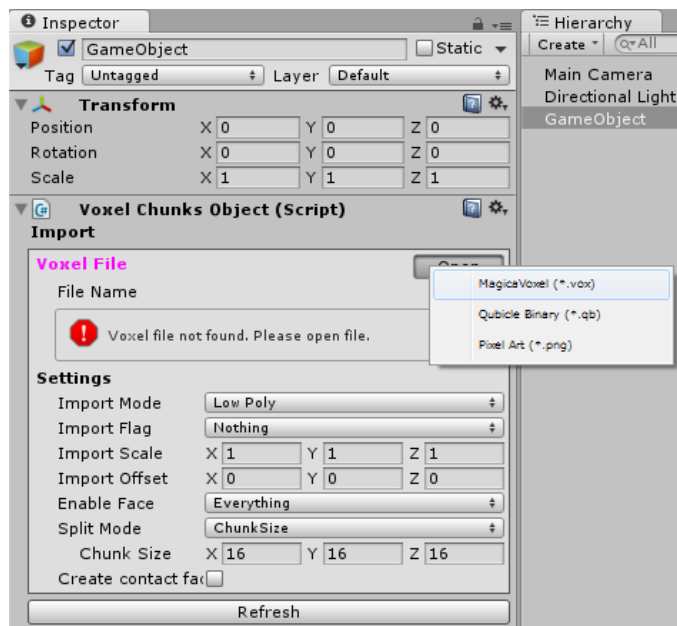 Inspector
GameObject Static
Tag Untagged Layer Default
Transform
Position X 0 Y 0 Z 0
Rotation X 0 Y 0 Z 0
Scale X 1 Y 1 Z 1
Voxel Chunks Object (Script)
Import
Voxel File Open
File Name
Voxel file not found. Please open file.
Settings
Import Mode Low Poly
Import Flag Nothing
Import Scale X 1 Y 1 Z 1
Import Offset X 0 Y 0 Z 0
Enable Face Everything
Split Mode ChunkSize
Chunk Size X 16 Y 16 Z 16
Create contact fac
Refresh
MagicaVoxel (*.vox)
Qubicle Binary (*.qb)
Pixel Art (*.png)
Hierarchy
Create All
Main Camera
Directional Light
GameObject